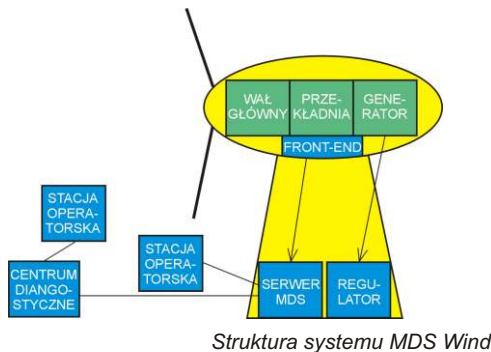 WAŁ
GŁÓWNY
PRZE-
KŁADNIA
GENE-
RATOR
FRONT-END
STACJA
OPERA-
TORSKA
STACJA
OPERA-
TORSKA
CENTRUM
DIANGO-
STYCZNE
SERWER
MDS
REGU-
LATOR
Struktura systemu MDS Wind